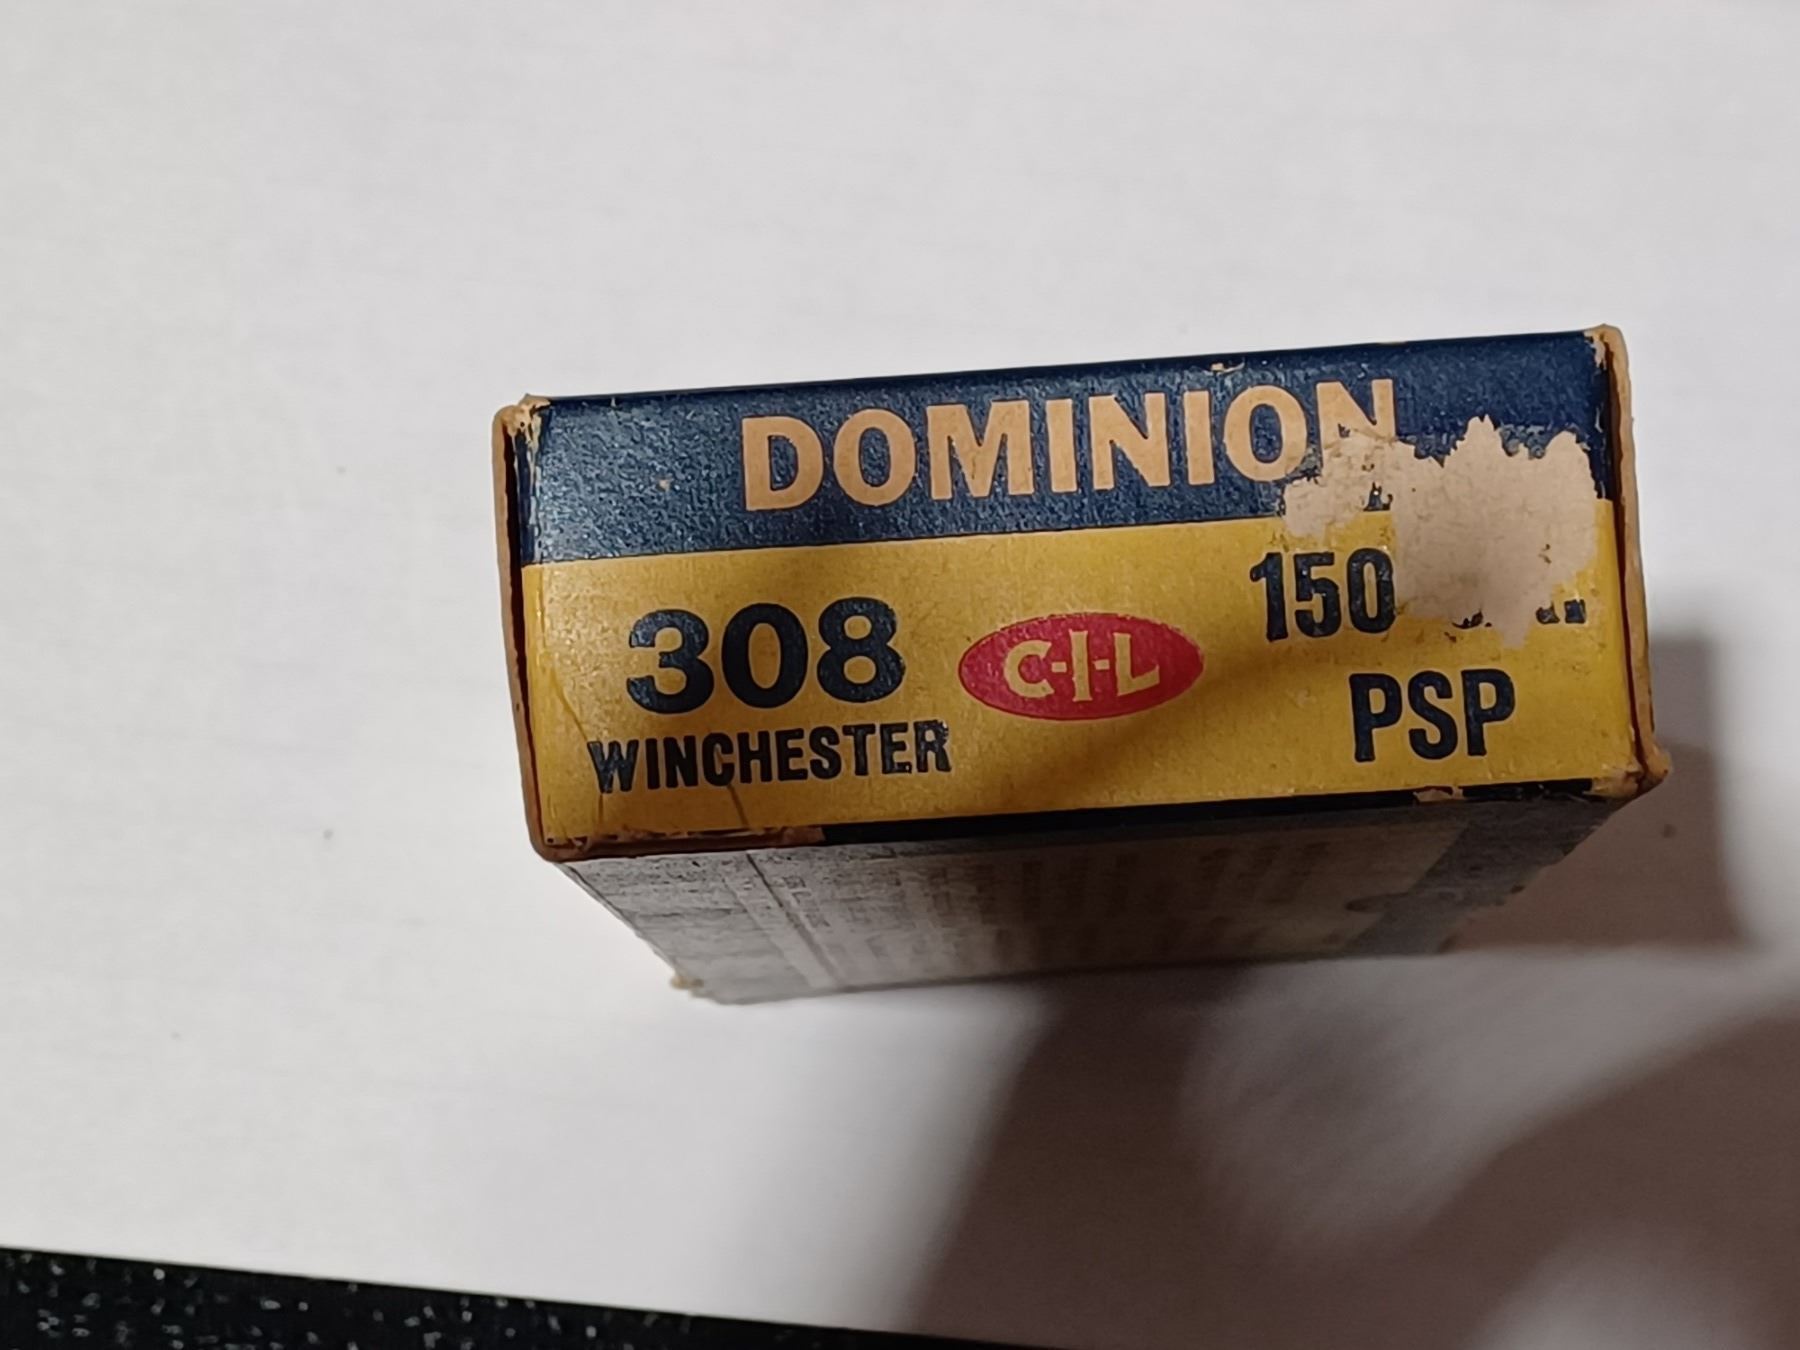 DOMINION
308
WINCHESTER
C-I-L
150
PSP